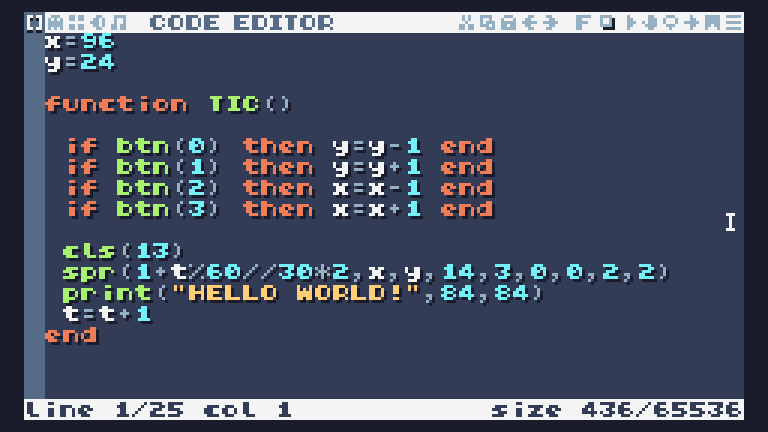 CODE EDITOR
F
x=96
y=24
function TIC()
if btn(0) then y=y-1 end
if btn(1) then y=y+1 end
if btn(2) then x=x-1 end
if btn(3) then x=x+1 end
cls(13)
spr(1+t%60//30*2,x,y,14,3,0,0,2,2)
print("HELLO WORLD!",84,84)
t=t+1
end
line 1/25 col 1
size 436/65536